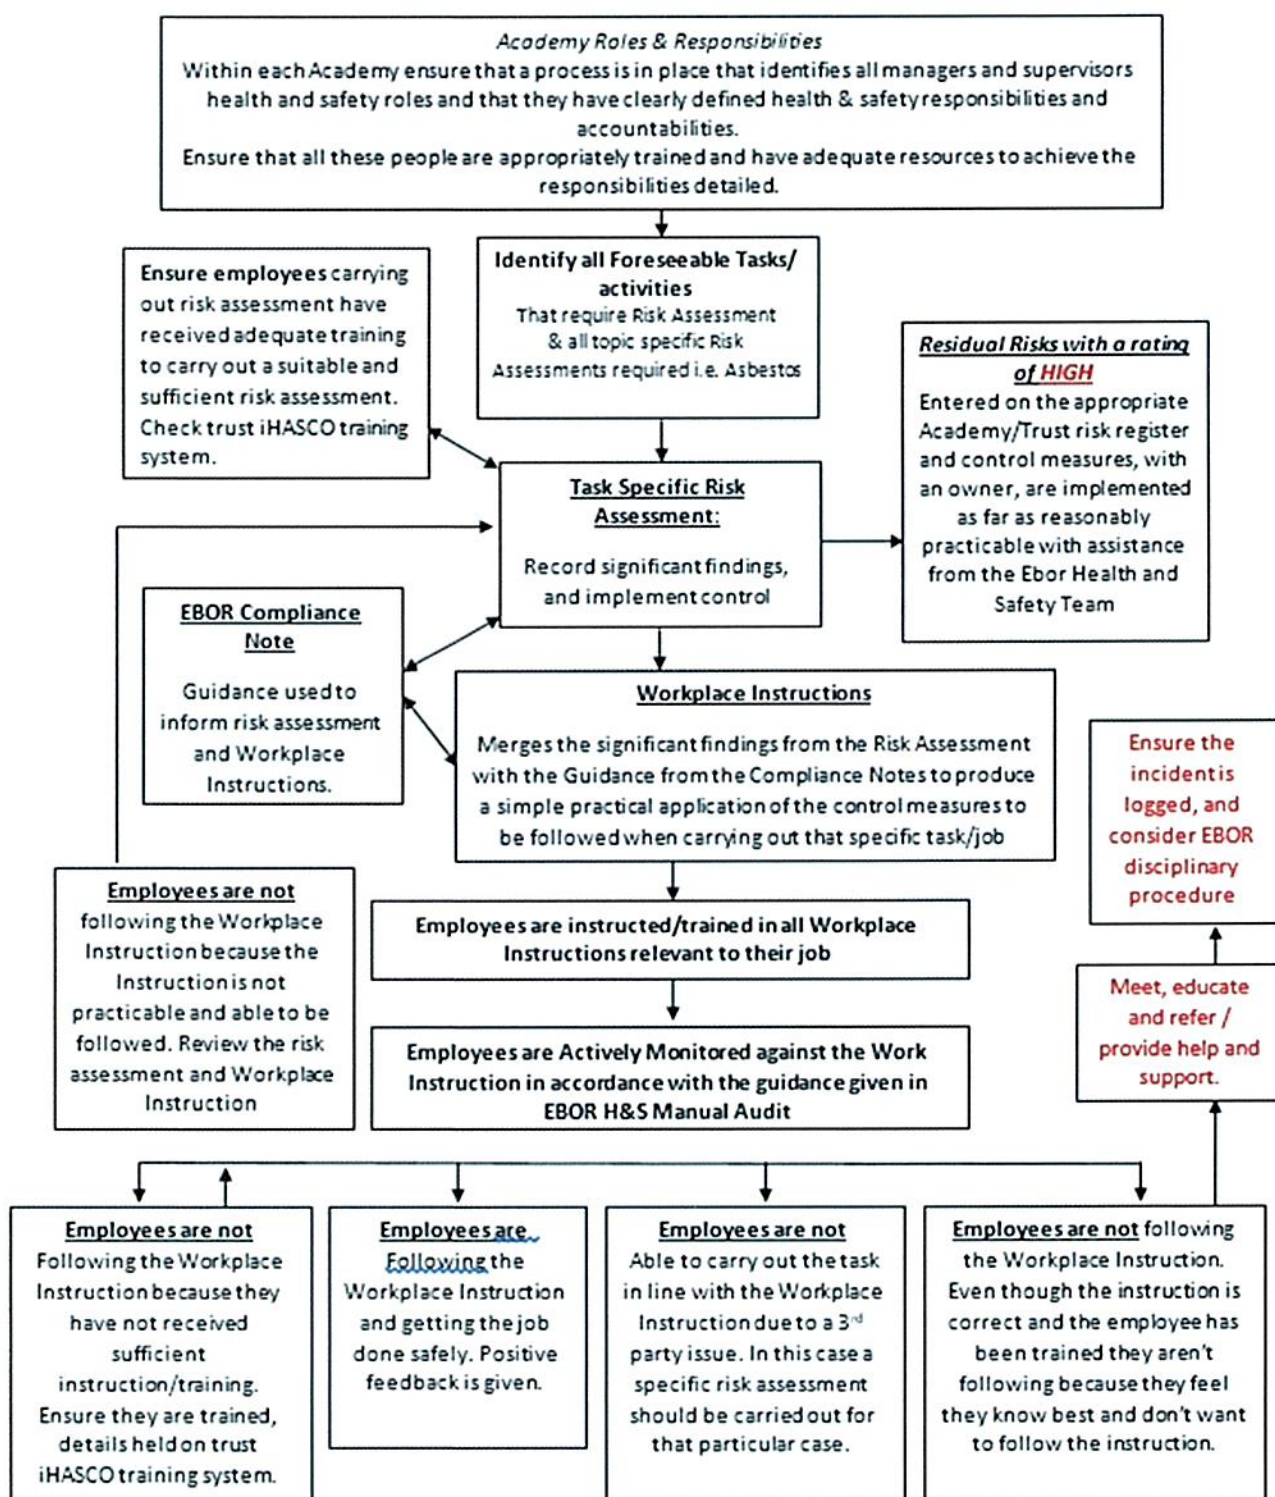 Academy Roles & Responsibilities
Within each Academy ensure that a process is in place that identifies all managers and supervisors
health and safety roles and that they have clearly defined health & safety responsibilities and
accountabilities.
Ensure that all these people are appropriately trained and have adequate resources to achieve the
responsibilities detailed.
Identify all Foreseeable Tasks/
activities
That require Risk Assessment
& all topic specific Risk
Assessments required i.e. Asbestos
Ensure employees carrying
out risk assessment have
received adequate training
to carry out a suitable and
sufficient risk assessment.
Check trust iHASCO training
system.
Residual Risks with a rating
of HIGH
Entered on the appropriate
Academy/Trust risk register
and control measures, with
an owner, are implemented
as far as reasonably
practicable with assistance
from the Ebor Health and
Safety Team
Task Specific Risk
Assessment:
Record significant findings,
and implement control
EBOR Compliance
Note
Guidance used to
inform risk assessment
and Workplace
Instructions.
Workplace Instructions
Merges the significant findings from the Risk Assessment
with the Guidance from the Compliance Notes to produce
a simple practical application of the control measures to
be followed when carrying out that specific task/job
Ensure the
incident is
logged, and
consider EBOR
disciplinary
procedure
Employees are not
following the Workplace
Instruction because the
Instruction is not
practicable and able to be
followed. Review the risk
assessment and Workplace
Instruction
Employees are instructed/trained in all Workplace
Instructions relevant to their job
Meet, educate
and refer /
provide help and
support.
Employees are Actively Monitored against the Work
Instruction in accordance with the guidance given in
EBOR H&S Manual Audit
Employees are not
Following the Workplace
Instruction because they
have not received
sufficient
instruction/training.
Ensure they are trained,
details held on trust
iHASCO training system.
Employees are
Following the
Workplace Instruction
and getting the job
done safely. Positive
feedback is given.
Employees are not
Able to carry out the task
in line with the Workplace
Instruction due to a 3rd
party issue. In this case a
specific risk assessment
should be carried out for
that particular case.
Employees are not following
the Workplace Instruction.
Even though the instruction is
correct and the employee has
been trained they aren't
following because they feel
they know best and don't want
to follow the instruction.